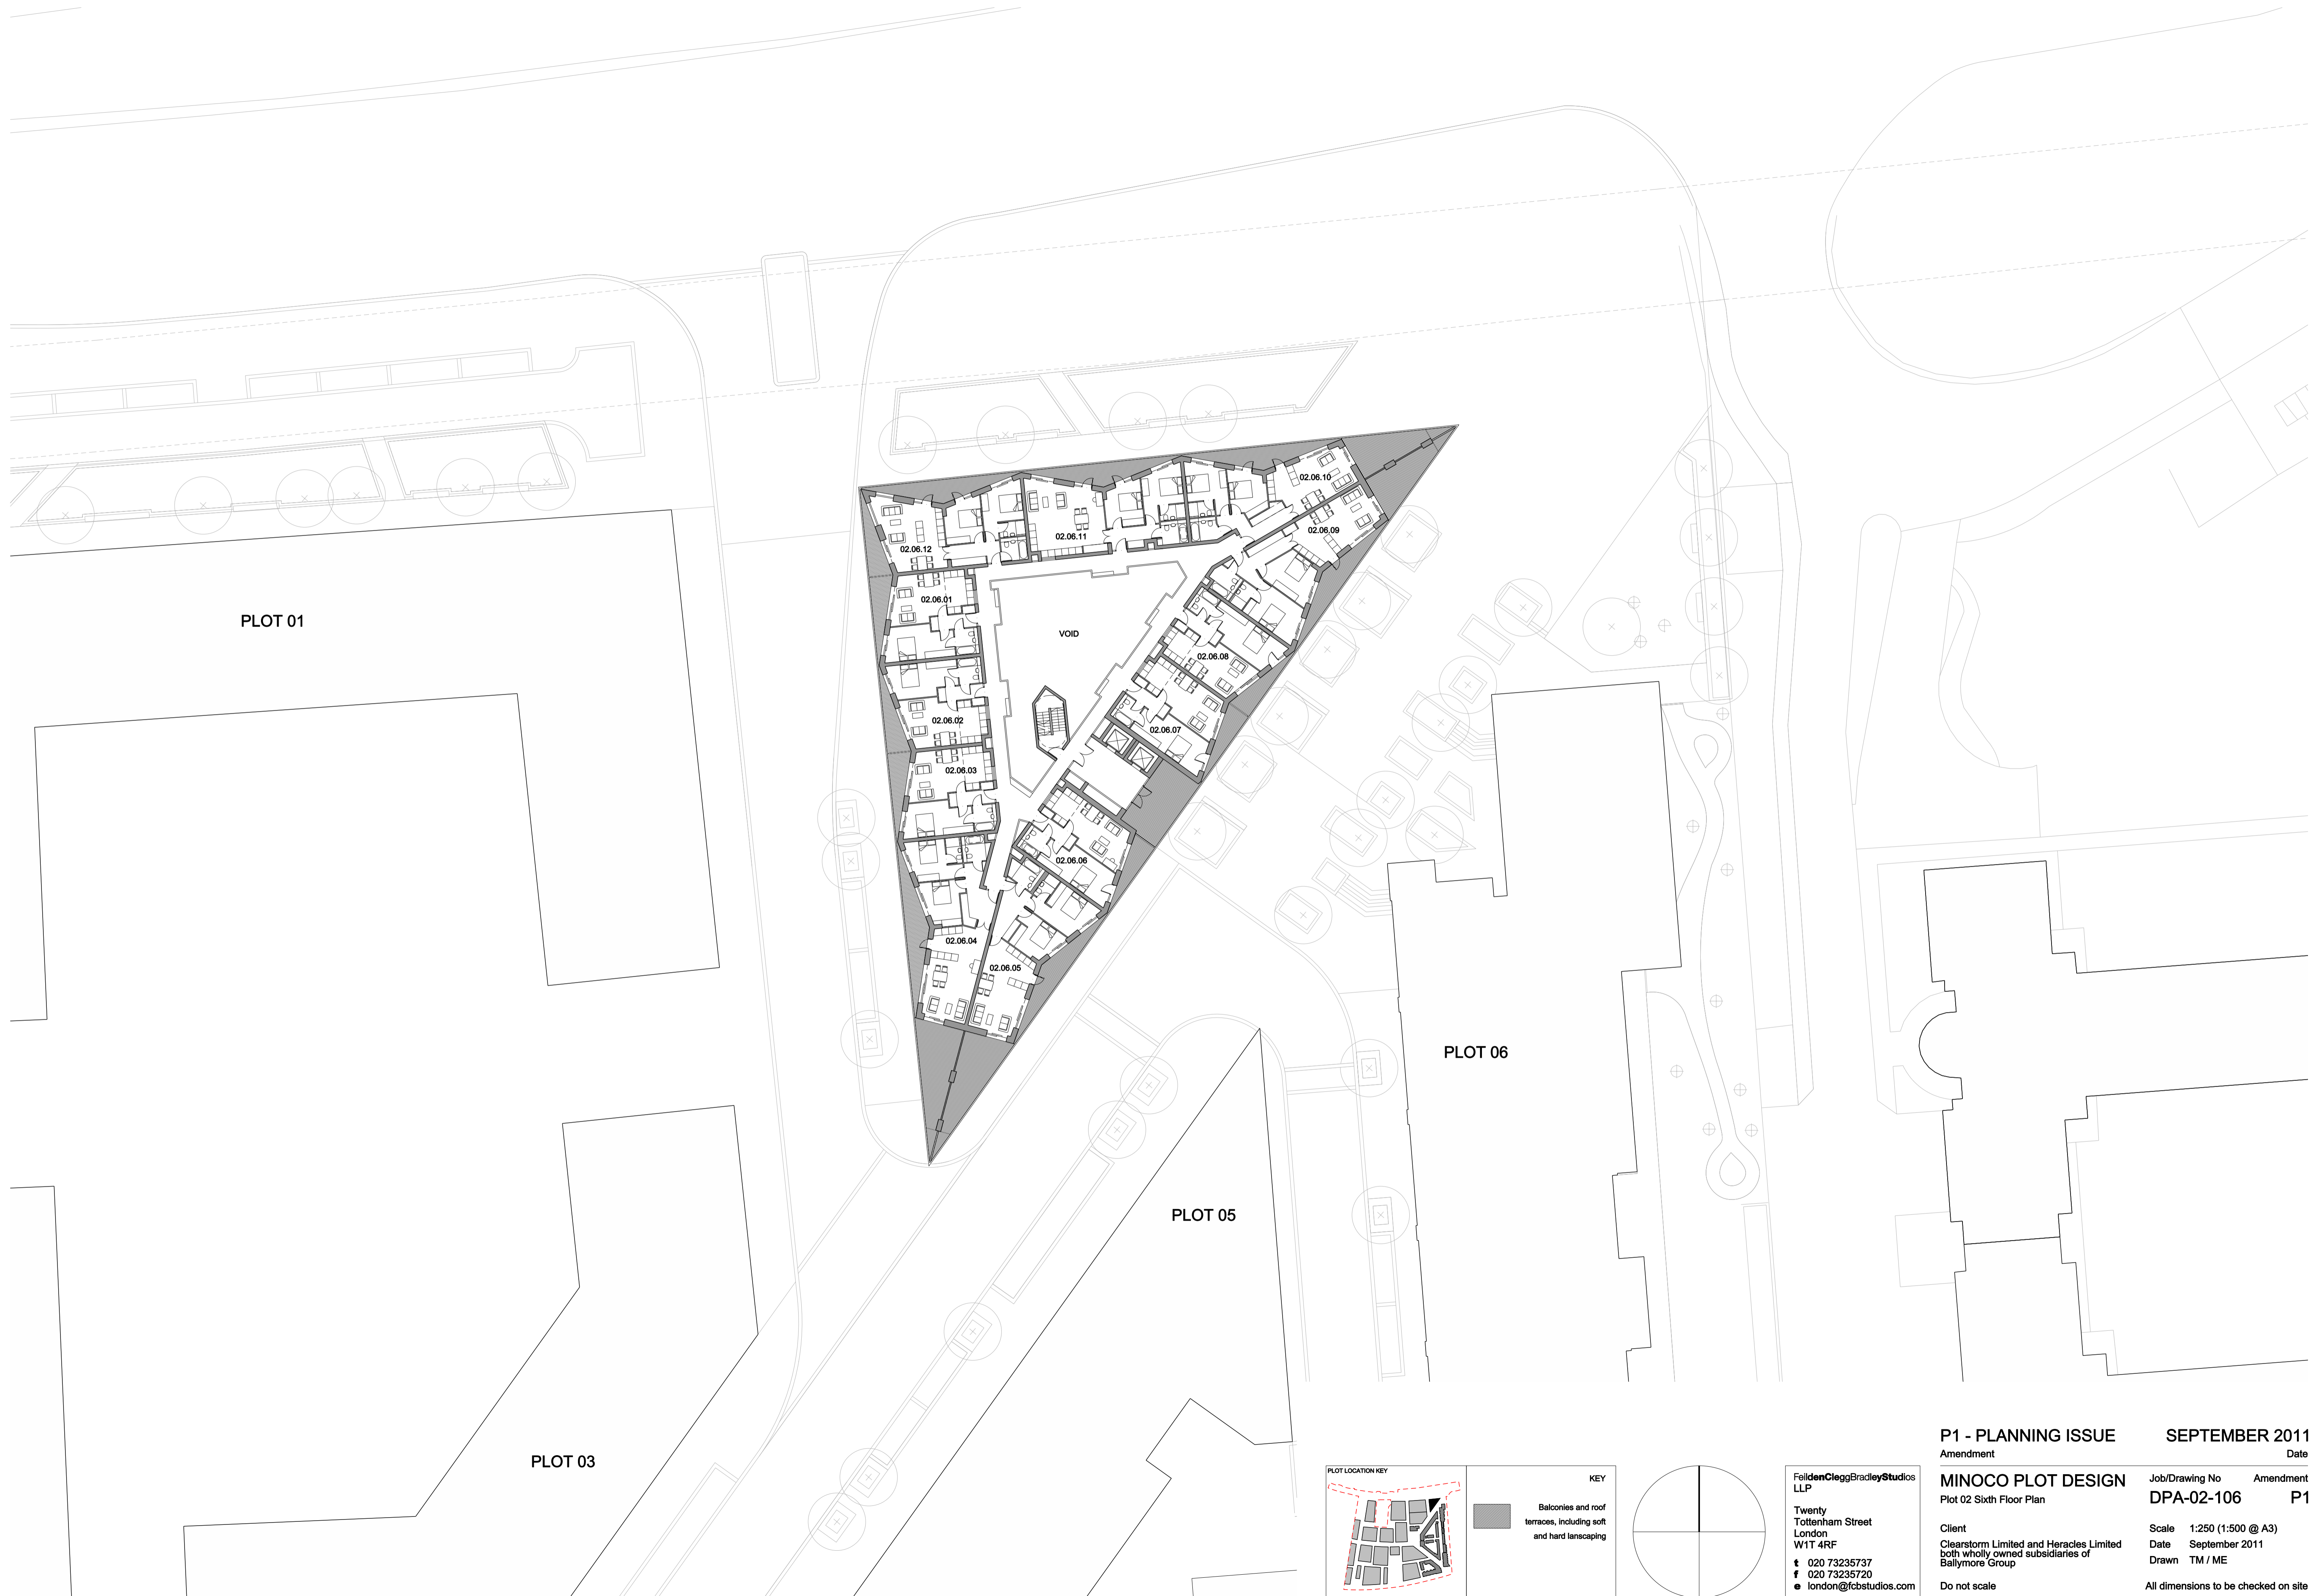 02.06.10
02.06.09
02.06.11
02.06.12
02.06.01
PLOT 01
VOID
02.06.08
02.06.02
02.06.07
02.06.03
02.06.06
02.06.04
02.06.05
PLOT 06
PLOT 05
PLOT 03
PLOT LOCATION KEY
KEY
Balconies and roof
terraces, including soft
and hard lanscaping
FeildenCleggBradleyStudios
LLP
Twenty
Tottenham Street
London
W1T 4RF
t 020 73235737
f 020 73235720
e london@fcbstudios.com
P1 - PLANNING ISSUE SEPTEMBER 2011
Amendment Date
MINOCO PLOT DESIGN
Plot 02 Sixth Floor Plan
Job/Drawing No Amendment
DPA-02-106 P1
Client
Clearstorm Limited and Heracles Limited
both wholly owned subsidiaries of
Ballymore Group
Scale 1:250 (1:500 @ A3)
Date September 2011
Drawn TM / ME
Do not scale All dimensions to be checked on site